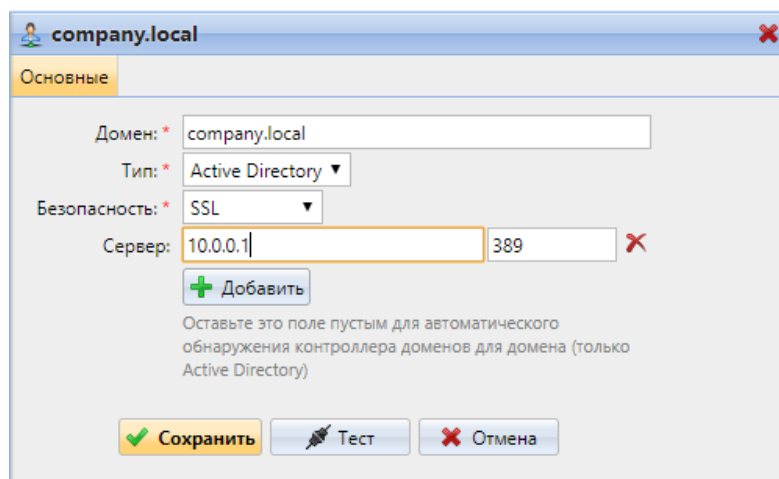 company.local
Основные
Домен: * company.local
Тип: * Active Directory
Безопасность: * SSL
Сервер: 10.0.0.1 389
Добавить
Оставьте это поле пустым для автоматического
обнаружения контроллера доменов для домена (только
Active Directory)
Сохранить Тест Отмена